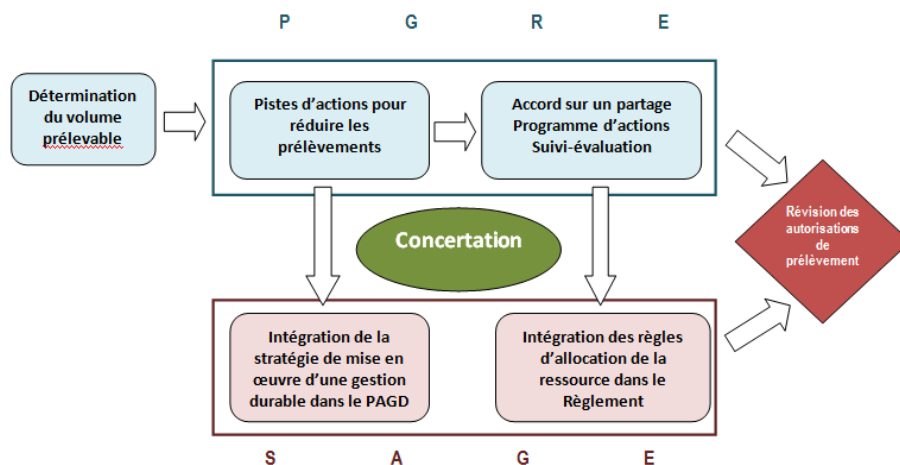 P G R E
Détermination
du volume
prélevable
Pistes d'actions pour
réduire les
prélèvements
Accord sur un partage
Programme d'actions
Suivi-évaluation
Concertation
Révision des
autorisations
de
prélèvement
Intégration de la
stratégie de mise en
œuvre d'une gestion
durable dans le PAGD
Intégration des règles
d'allocation de la
ressource dans le
Règlement
S A G E